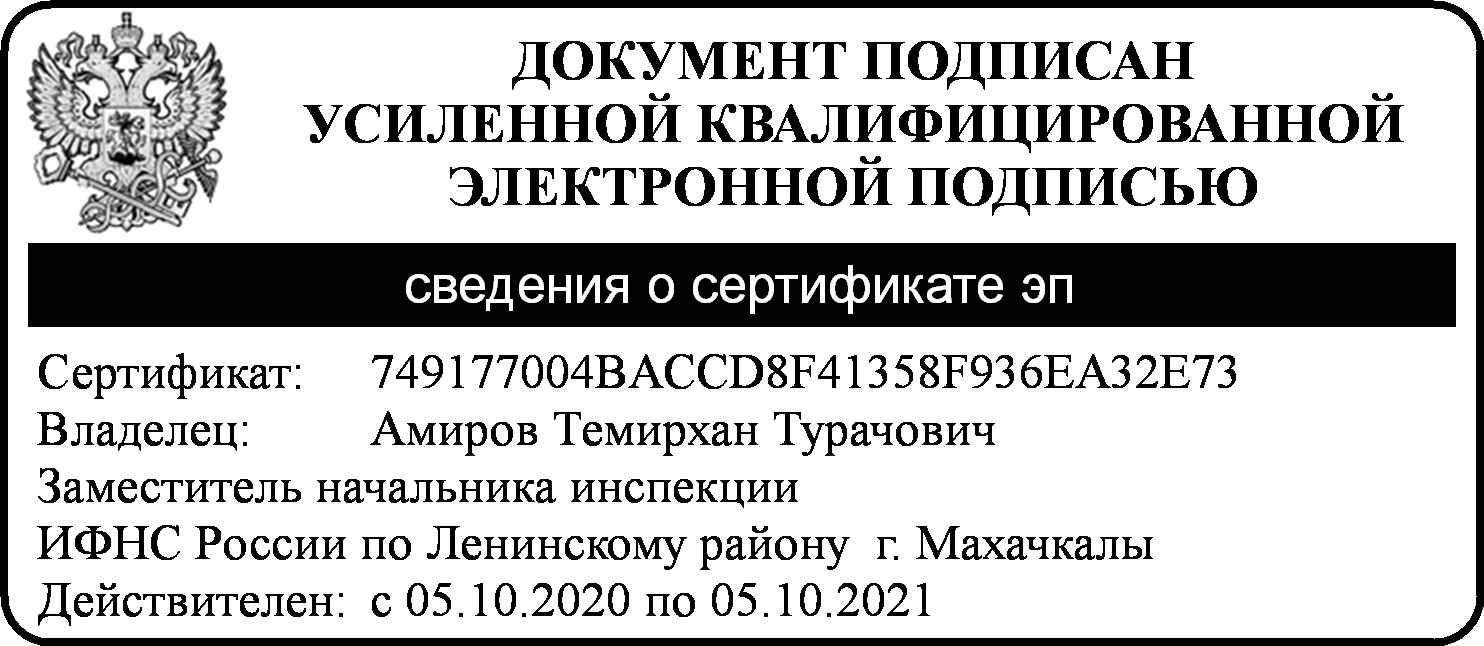 ДОКУМЕНТ ПОДПИСАН
УСИЛЕННОЙ КВАЛИФИЦИРОВАННОЙ
ЭЛЕКТРОННОЙ ПОДПИСЬЮ
сведения о сертификате эп
Сертификат: 749177004BACCD8F41358F936EA32E73
Владелец: Амиров Темирхан Турачович
Заместитель начальника инспекции
ИФНС России по Ленинскому району г. Махачкалы
Действителен: с 05.10.2020 по 05.10.2021